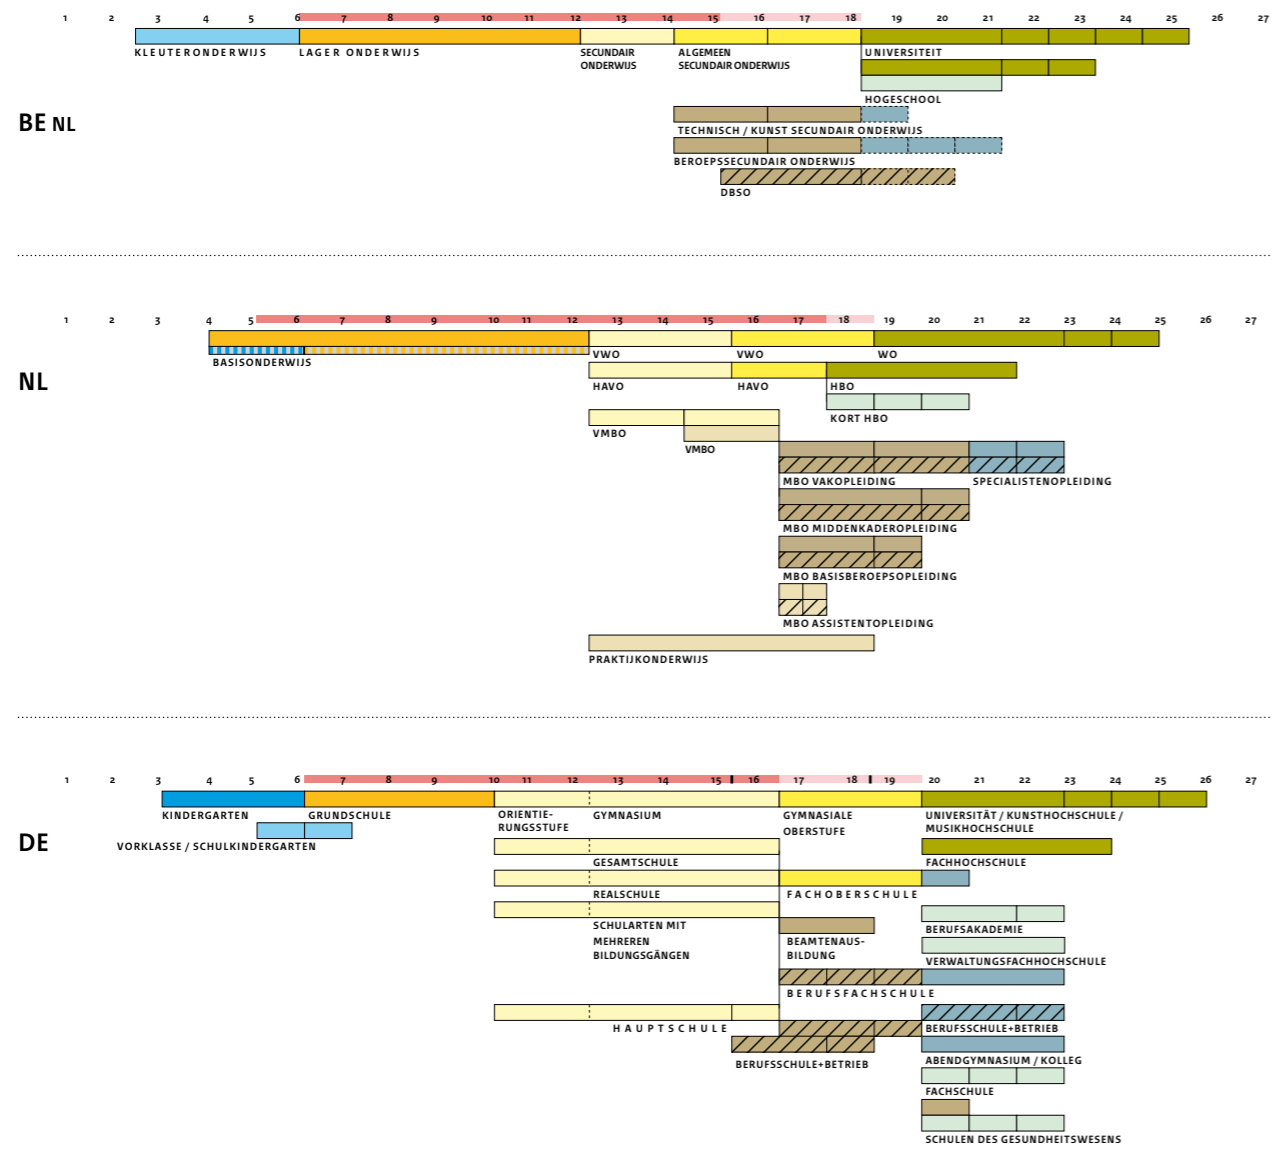 1 2 3 4 5 6 7 8 9 10 11 12 13 14 15 16 17 18 19 20 21 22 23 24 25 26 27
KLEUTERONDERWIJS LAGER ONDERWIJS SECUNDAIR ALGEMEEN UNIVERSITEIT
ONDERWIJS SECUNDAIR ONDERWIJS
HOGESCHOOL
BE NL
TECHNISCH / KUNST SECUNDAIR ONDERWIJS
BEROEPSSECUNDAIR ONDERWIJS
DBSO
1 2 3 4 5 6 7 8 9 10 11 12 13 14 15 16 17 18 19 20 21 22 23 24 25 26 27
VWO VWO WO
BASISONDERWIJS
NL
HAVO HAVO HBO
KORT HBO
VMBO
VMBO
MBO VAKOPLEIDING SPECIALISTENOPLEIDING
MBO MIDDENKADEROPLEIDING
MBO BASISBEROEPSOPLEIDING
MBO ASSISTENTOPLEIDING
PRAKTIJKONDERWIJS
1 2 3 4 5 6 7 8 9 10 11 12 13 14 15 16 17 18 19 20 21 22 23 24 25 26 27
KINDERGARTEN GRUNDSCHULE ORIENTIE- GYMNASIUM GYMNASIALE UNIVERSITÄT / KUNSTHOCHSCHULE /
RUNGSSTUFE OBERSTUFE MUSIKHOCHSCHULE
DE
VORKLASSE / SCHULKINDERGARTEN
GESAMTSCHULE FACHHOCHSCHULE
REALSCHULE FACHOBERSCHULE
SCHULARTEN MIT BERUFSAKADEMIE
MEHREREN BEAMTENAUS-
BILDUNGSGÄNGEN BILDUNG
VERWALTUNGSFACHHOCHSCHULE
BERUFSFACHSCHULE
HAUPTSCHULE BERUFSSCHULE+BETRIEB
BERUFSSCHULE+BETRIEB ABENDGYMNASIUM / KOLLEG
FACHSCHULE
SCHULEN DES GESUNDHEITSWESENS